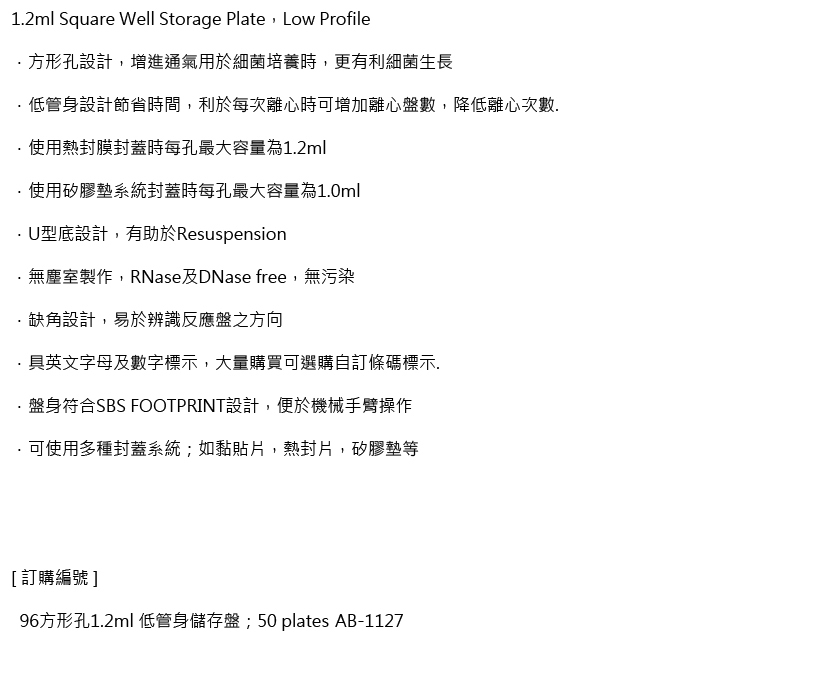 1.2ml Square Well Storage Plate，Low Profile
．方形孔設計，增進通氣用於細菌培養時，更有利細菌生長
．低管身設計節省時間，利於每次離心時可增加離心盤數，降低離心次數.
．使用熱封膜封蓋時每孔最大容量為1.2ml
．使用矽膠墊系統封蓋時每孔最大容量為1.0ml
．U型底設計，有助於Resuspension
．無塵室製作，RNase及DNase free，無污染
．缺角設計，易於辨識反應盤之方向
．具英文字母及數字標示，大量購買可選購自訂條碼標示.
．盤身符合SBS FOOTPRINT設計，便於機械手臂操作
．可使用多種封蓋系統；如黏貼片，熱封片，矽膠墊等
[ 訂購編號 ]
96方形孔1.2ml 低管身儲存盤；50 plates AB-1127